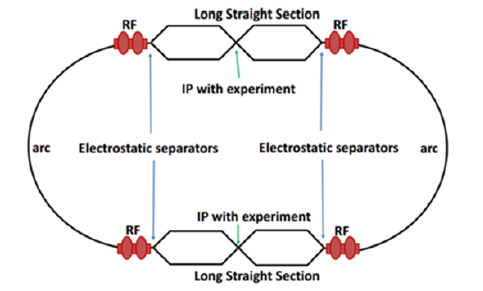 Long Straight Section
RF
RF
IP with experiment
arc
Electrostatic separators
Electrostatic separators
arc
IP with experiment
RF
RF
Long Straight Section